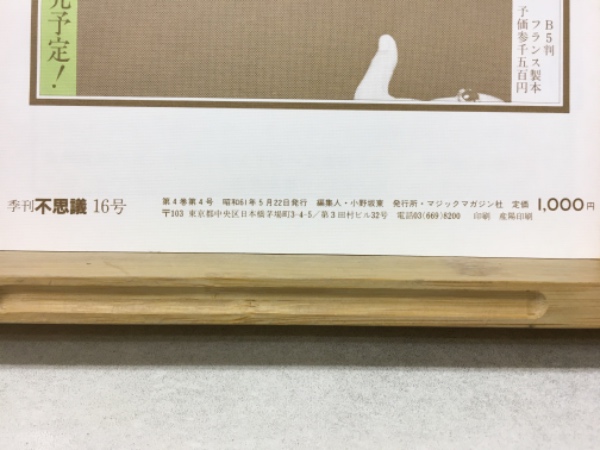 元予定！
B5判
フランス製本
予価参千五百円
季刊不思議 16号
第4巻第4号 昭和61年5月22日発行 編集人・小野坂東 発行所・マジックマガジン社 定価 1,000円
〒103 東京都中央区日本橋茅場町3-4-5／第3田村ビル32号 電話03(669)8200 印刷 産陽印刷